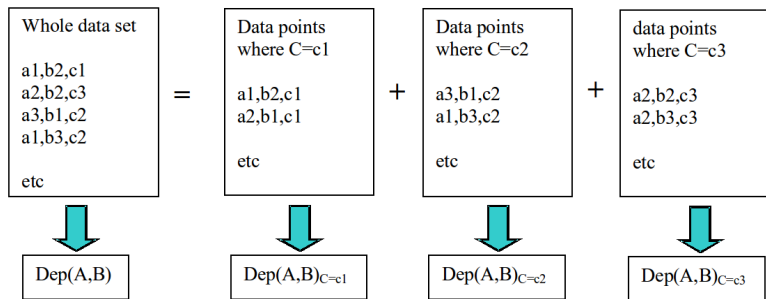 Whole data set
a1,b2,c1
a2,b2,c3
a3,b1,c2
a1,b3,c2
etc
=
Data points
where C=c1
a1,b2,c1
a2,b1,c1
etc
+
Data points
where C=c2
a3,b1,c2
a1,b3,c2
etc
+
data points
where C=c3
a2,b2,c3
a2,b3,c3
etc
Dep(A,B)
Dep(A,B)C=c1
Dep(A,B)C=c2
Dep(A,B)C=c3